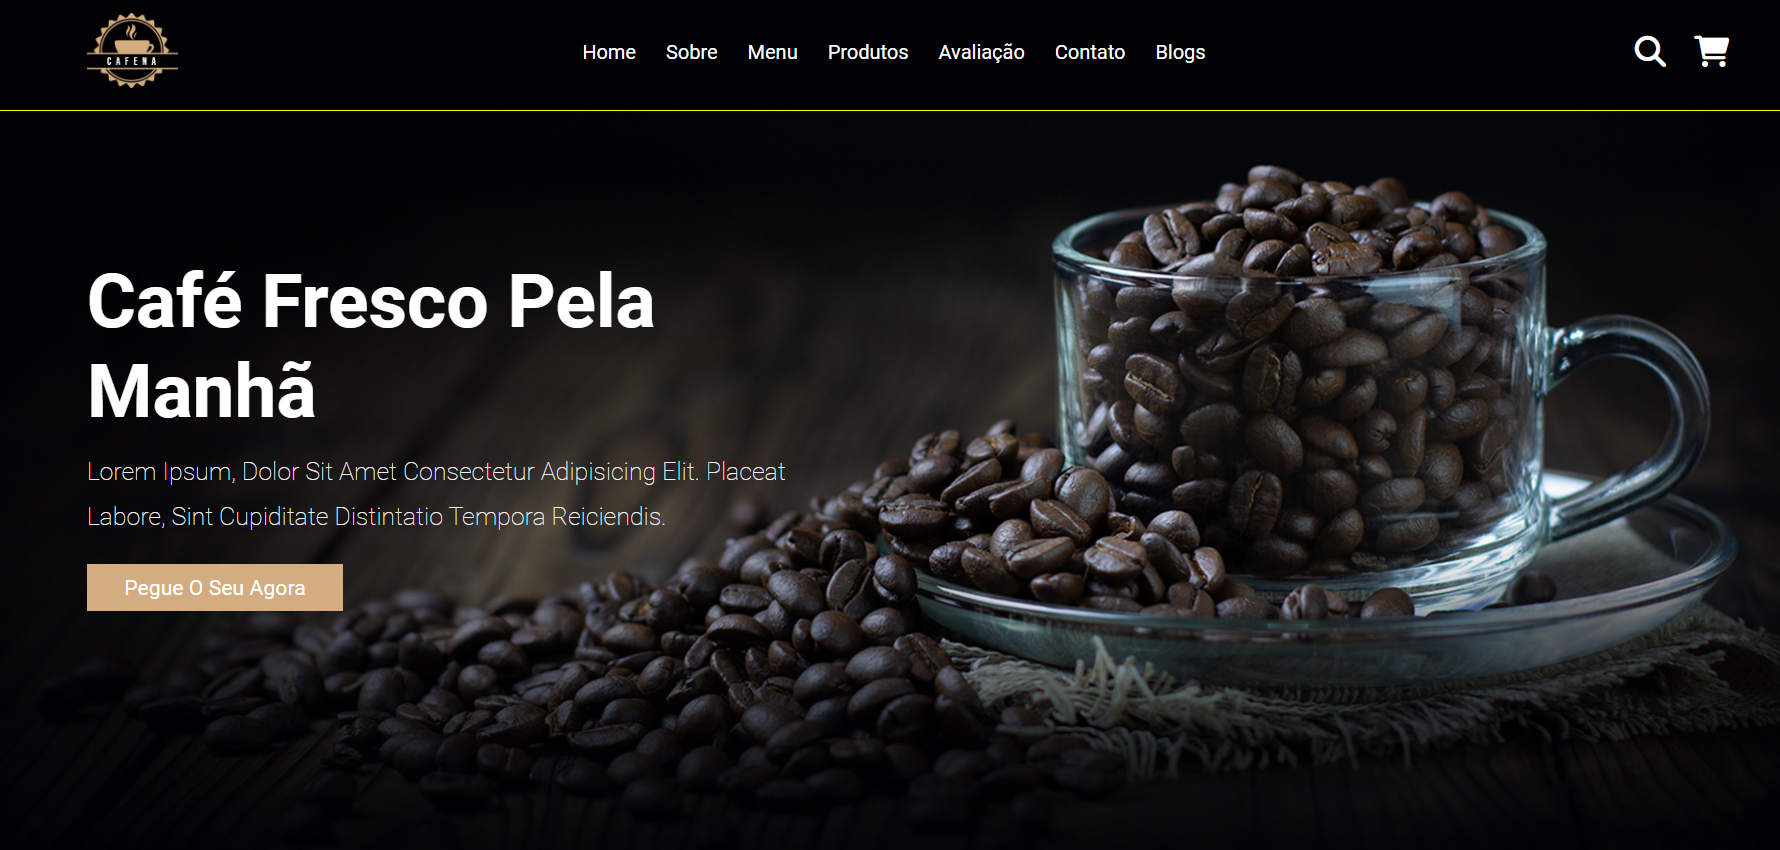 CAFENA
Home Sobre Menu Produtos Avaliação Contato Blogs
Café Fresco Pela
Manhã
Lorem Ipsum, Dolor Sit Amet Consectetur Adipisicing Elit. Placeat
Labore, Sint Cupiditate Distintatio Tempora Reiciendis.
Pegue O Seu Agora